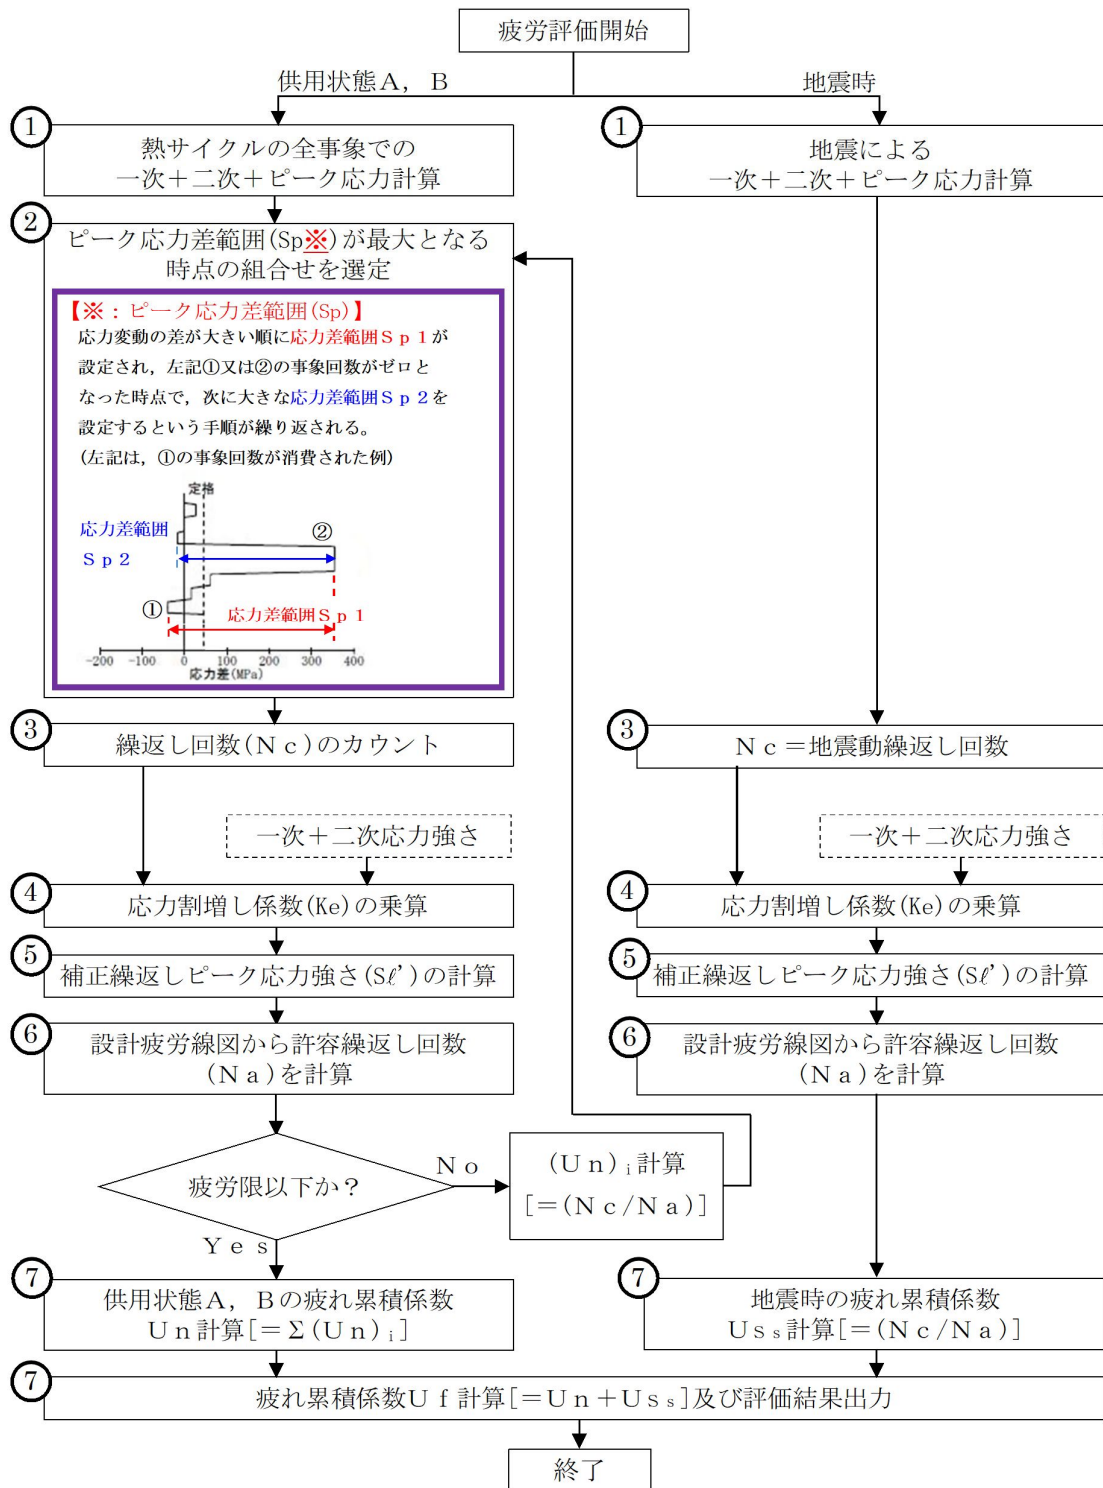 疲労評価開始
供用状態A,B
地震時
①
熱サイクルの全事象での
一次+二次+ピーク応力計算
①
地震による
一次+二次+ピーク応力計算
②
ピーク応力差範囲(Sp※)が最大となる
時点の組合せを選定
【※:ピーク応力差範囲(Sp)】
応力変動の差が大きい順に応力差範囲Sp1が
設定され,左記①又は②の事象回数がゼロと
なった時点で,次に大きな応力差範囲Sp2を
設定するという手順が繰り返される。
(左記は,①の事象回数が消費された例)
定格
応力差範囲
Sp2
②
①
応力差範囲Sp1
-200 -100 0 100 200 300 400
応力差(MPa)
③
繰返し回数(Nc)のカウント
③
Nc=地震動繰返し回数
一次+二次応力強さ
一次+二次応力強さ
④
応力割増し係数(Ke)の乗算
④
応力割増し係数(Ke)の乗算
⑤
補正繰返しピーク応力強さ(Sℓ’)の計算
⑤
補正繰返しピーク応力強さ(Sℓ’)の計算
⑥
設計疲労線図から許容繰返し回数
(Na)を計算
⑥
設計疲労線図から許容繰返し回数
(Na)を計算
疲労限以下か?
No
(Un)i計算
[=(Nc/Na)]
Yes
⑦
供用状態A,Bの疲れ累積係数
Un計算[=Σ(Un)i]
⑦
地震時の疲れ累積係数
Uss計算[=(Nc/Na)]
⑦
疲れ累積係数Uf計算[=Un+Uss]及び評価結果出力
終了